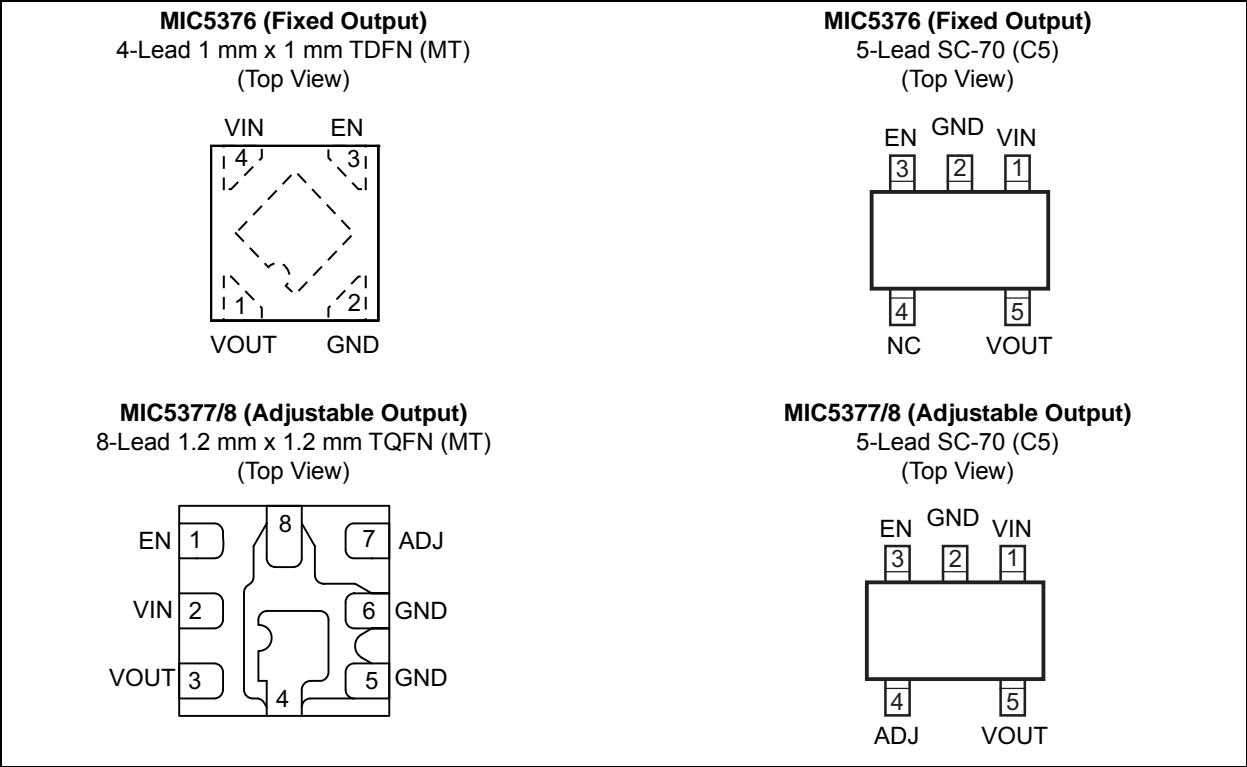 MIC5376 (Fixed Output)
4-Lead 1 mm x 1 mm TDFN (MT)
(Top View)
VIN EN
4 3
1 2
VOUT GND
MIC5376 (Fixed Output)
5-Lead SC-70 (C5)
(Top View)
EN GND VIN
3 2 1
4 5
NC VOUT
MIC5377/8 (Adjustable Output)
8-Lead 1.2 mm x 1.2 mm TQFN (MT)
(Top View)
8
EN 1 7 ADJ
VIN 2 6 GND
VOUT 3 5 GND
4
MIC5377/8 (Adjustable Output)
5-Lead SC-70 (C5)
(Top View)
EN GND VIN
3 2 1
4 5
ADJ VOUT